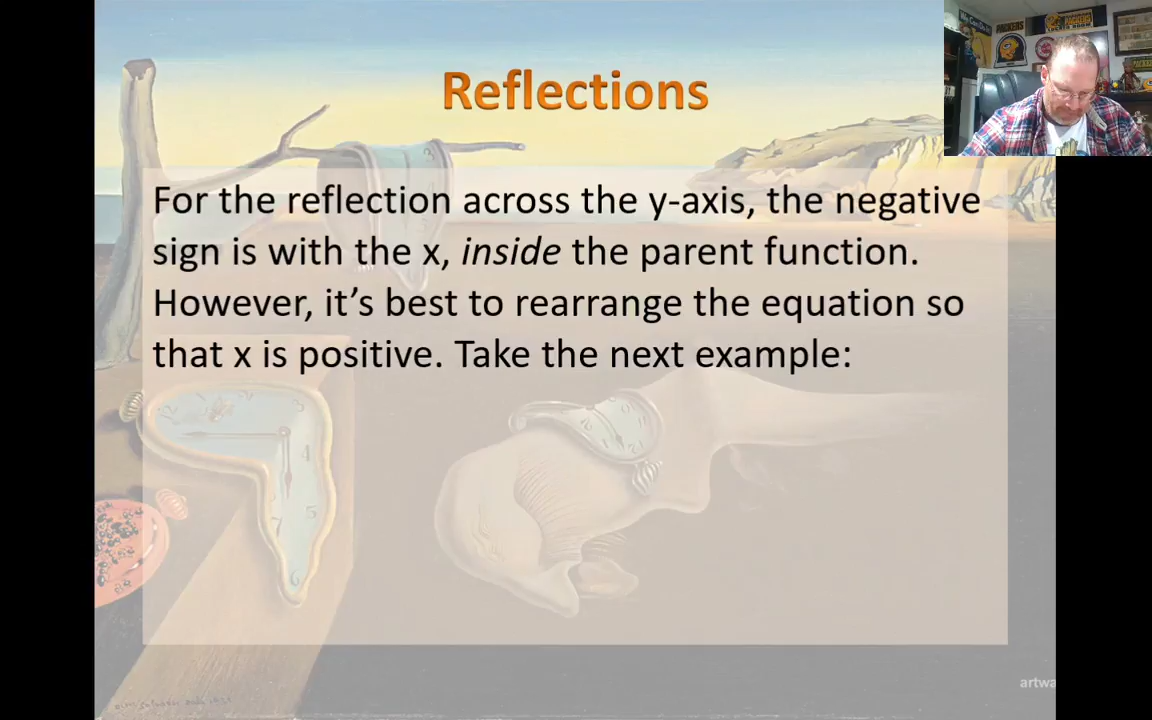 Reflections
For the reflection across the y-axis, the negative
sign is with the x, inside the parent function.
However, it's best to rearrange the equation so
that x is positive. Take the next example:
PACKERS
artwa